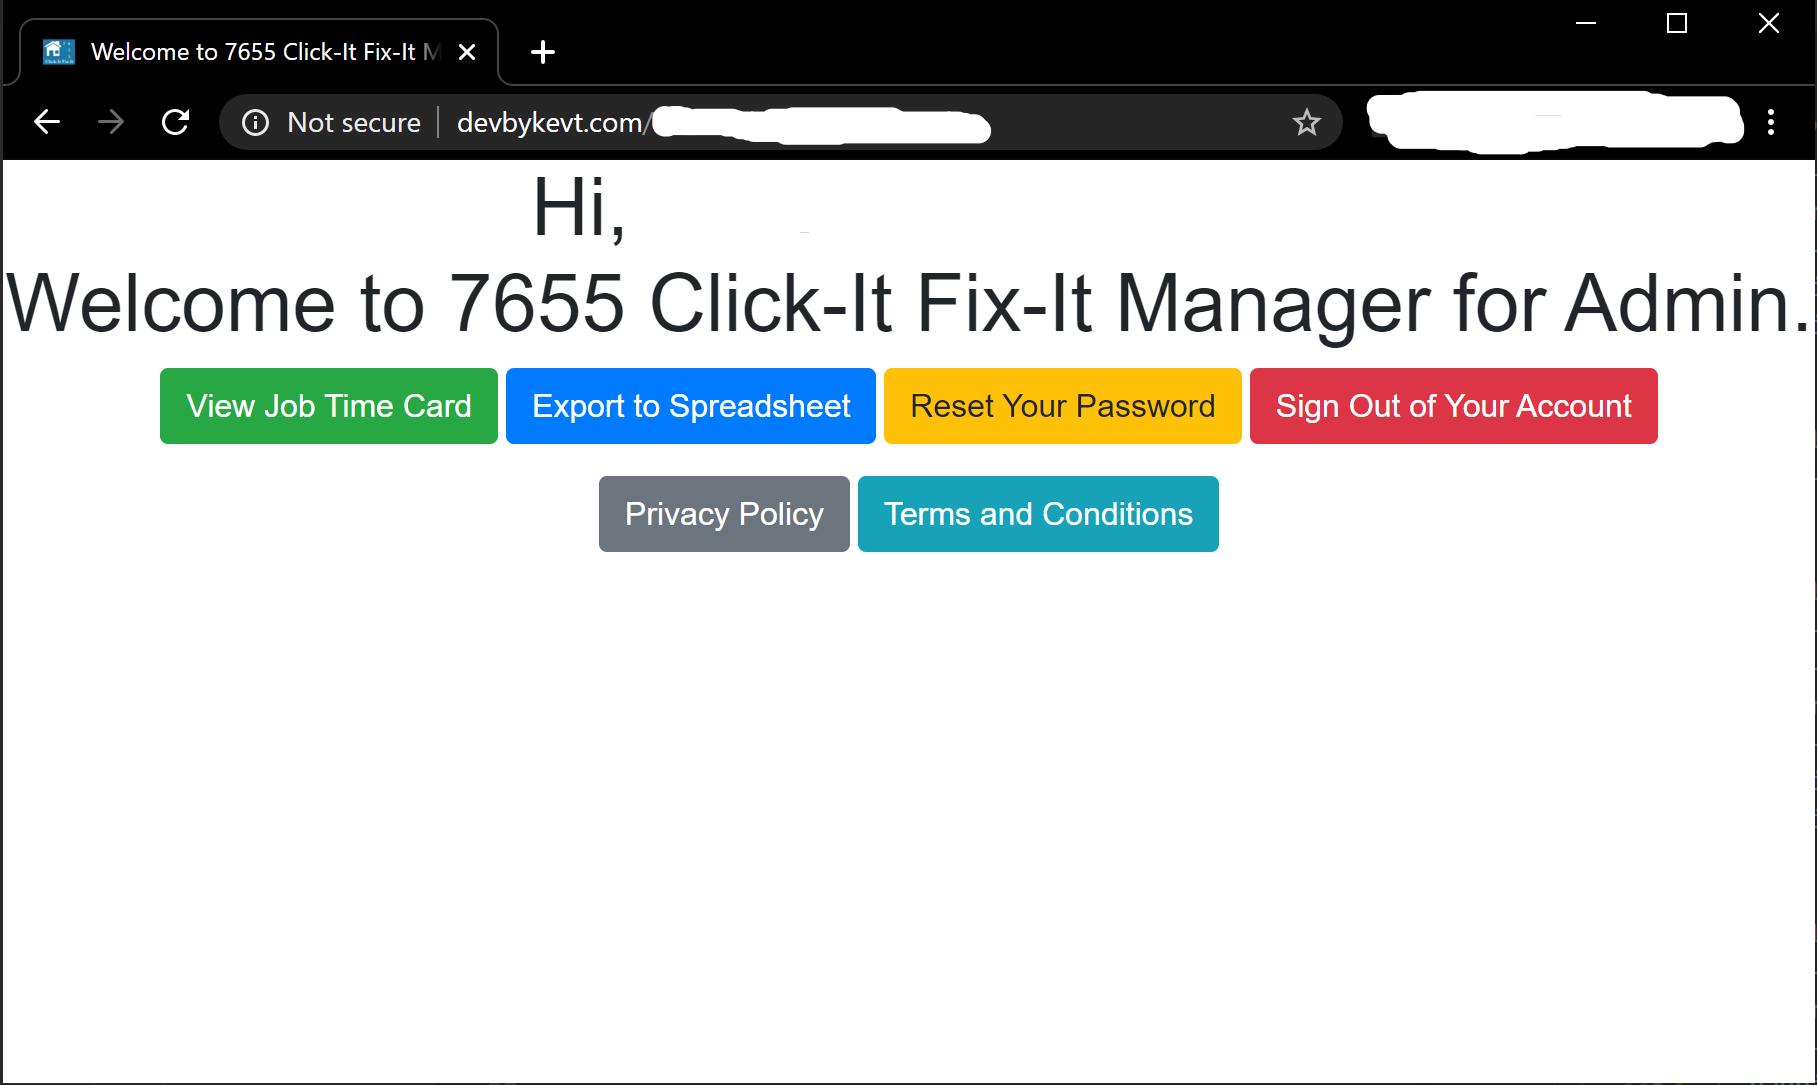 Welcome to 7655 Click-It Fix-It M
Not secure devbykevt.com/
Hi,
Welcome to 7655 Click-It Fix-It Manager for Admin.
View Job Time Card Export to Spreadsheet Reset Your Password Sign Out of Your Account
Privacy Policy Terms and Conditions